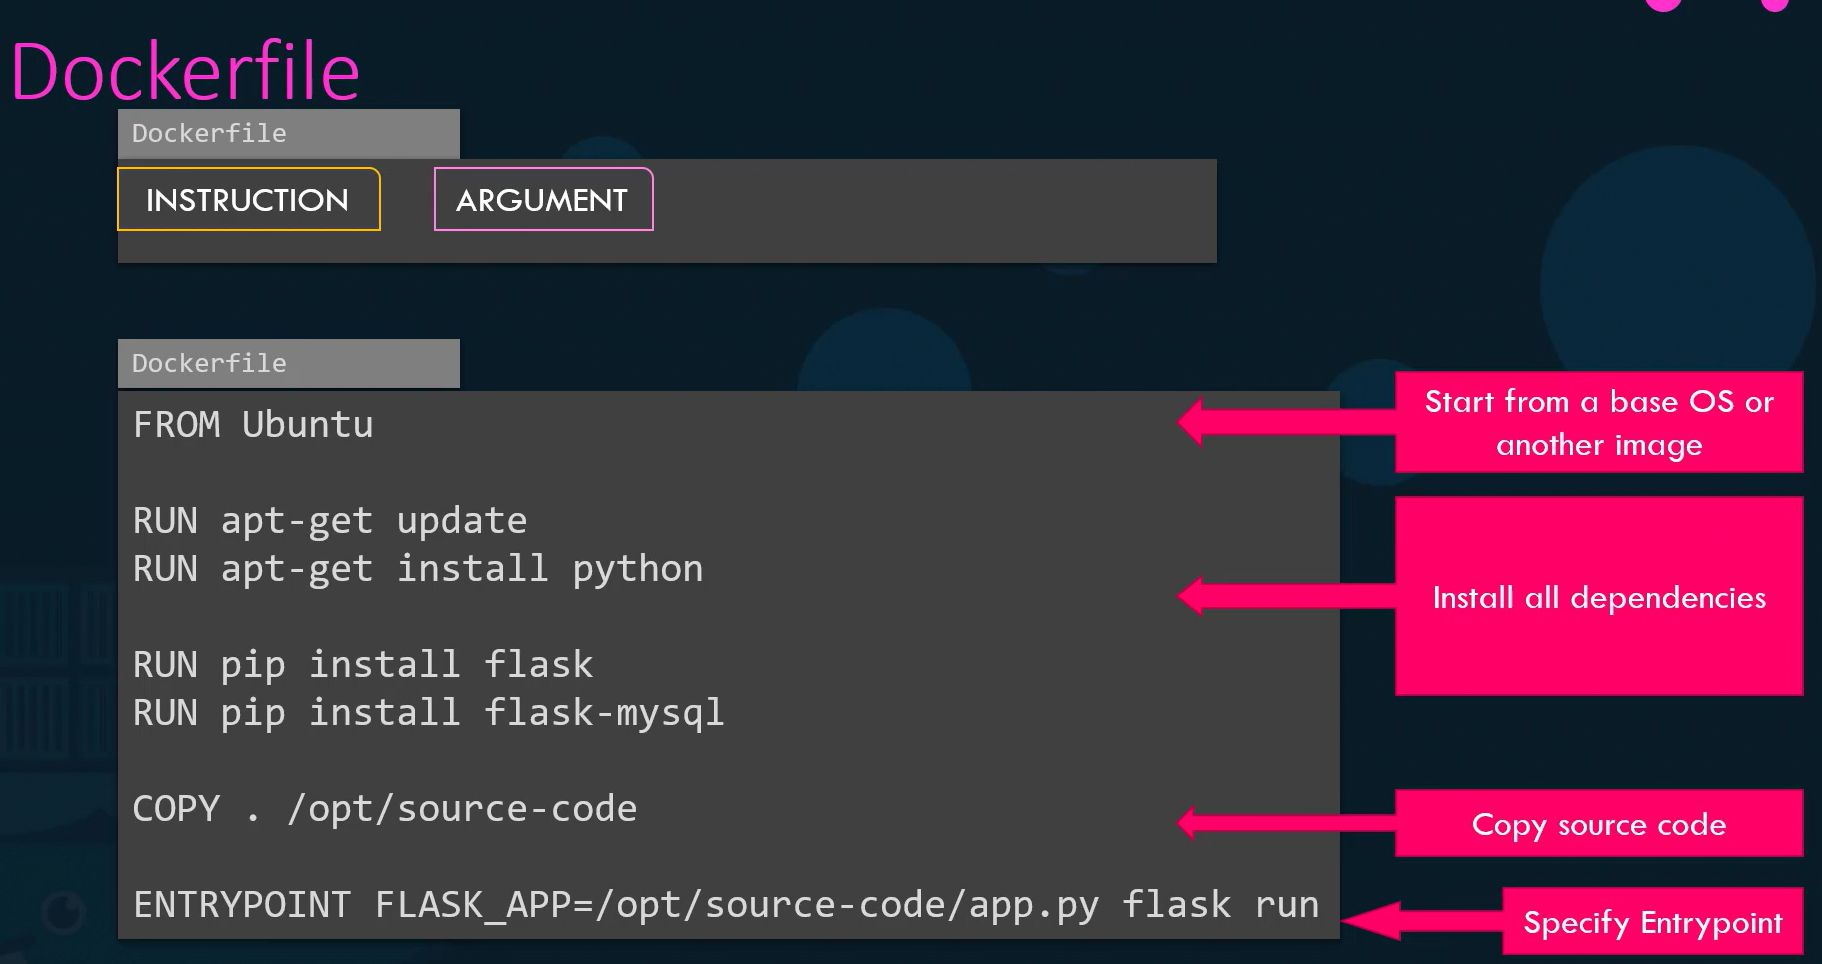 Dockerfile
Dockerfile
INSTRUCTION ARGUMENT
Dockerfile
FROM Ubuntu
Start from a base OS or
another image
RUN apt-get update
RUN apt-get install python
Install all dependencies
RUN pip install flask
RUN pip install flask-mysql
COPY . /opt/source-code
Copy source code
ENTRYPOINT FLASK_APP=/opt/source-code/app.py flask run
Specify Entrypoint